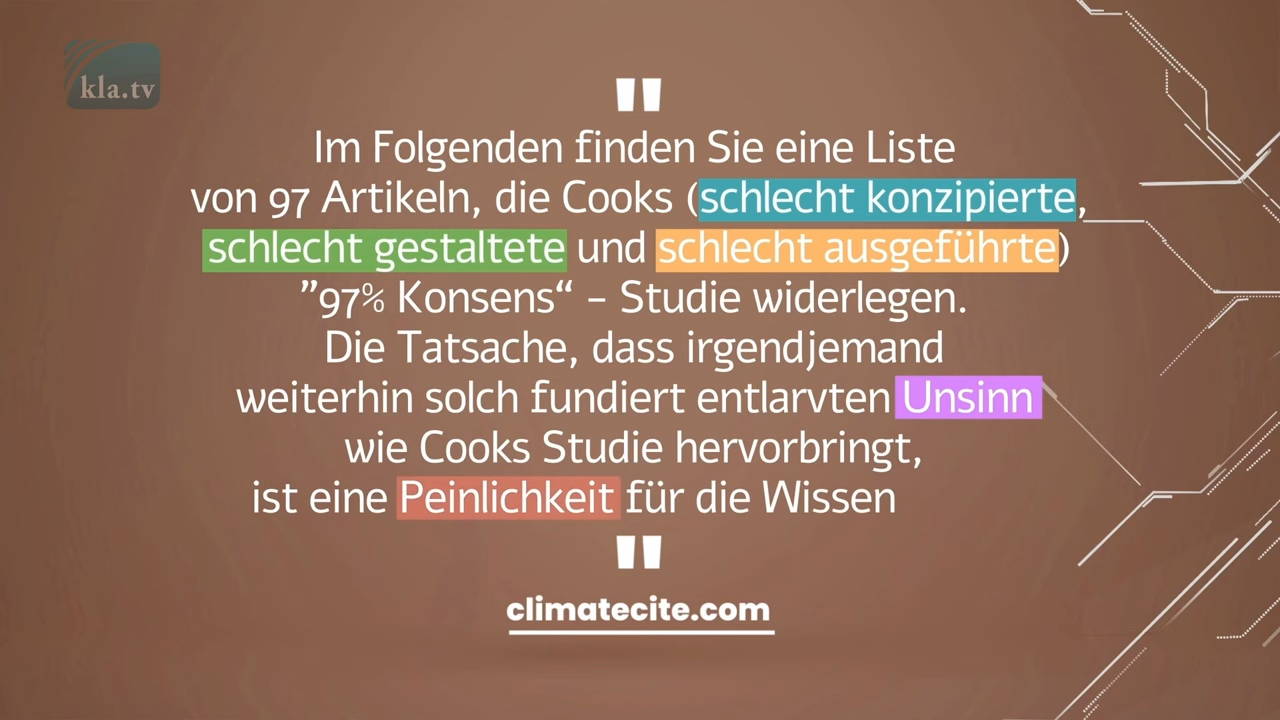 kla.tv
"
Im Folgenden finden Sie eine Liste
von 97 Artikeln, die Cooks (schlecht konzipierte,
schlecht gestaltete und schlecht ausgeführte)
”97% Konsens“ – Studie widerlegen.
Die Tatsache, dass irgendjemand
weiterhin solch fundiert entlarvten Unsinn
wie Cooks Studie hervorbringt,
ist eine Peinlichkeit für die Wissen
"
climatecite.com